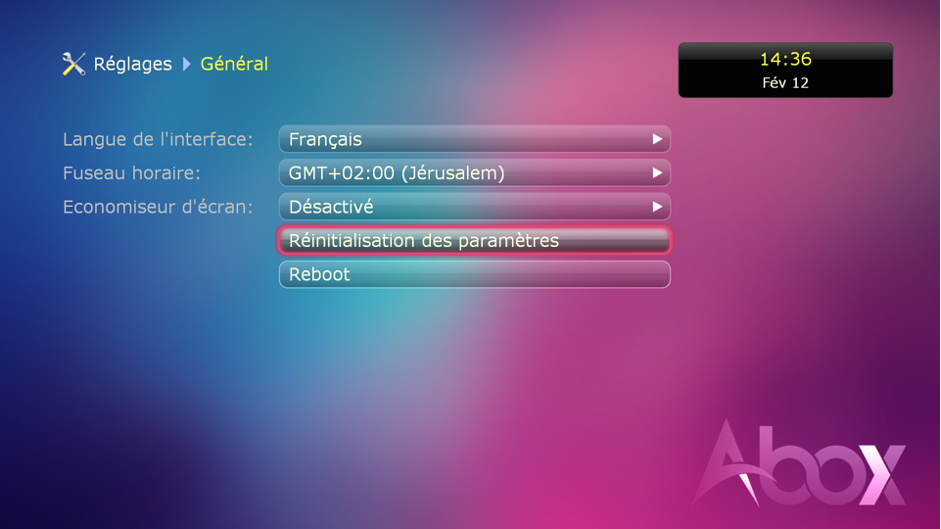 Réglages Général
14:36
Fév 12
Langue de l'interface: Français
Fuseau horaire: GMT+02:00 (Jérusalem)
Economiseur d'écran: Désactivé
Réinitialisation des paramètres
Reboot
Abox